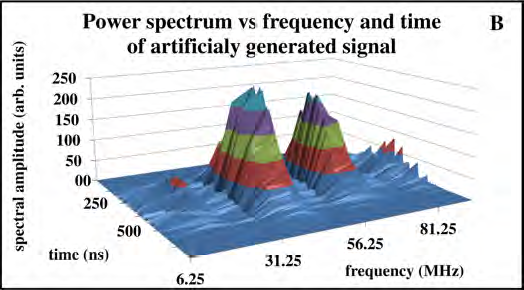 Power spectrum vs frequency and time
of artificialy generated signal
B
spectral amplitude (arb. units)
250
200
150
100
50
00
250
500
time (ns)
6.25
31.25
56.25
81.25
frequency (MHz)